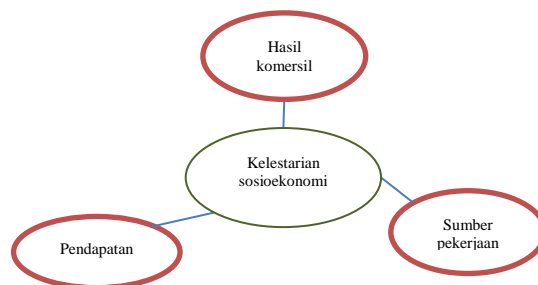 Hasil
komersil
Kelestarian
sosioekonomi
Sumber
pekerjaan
Pendapatan